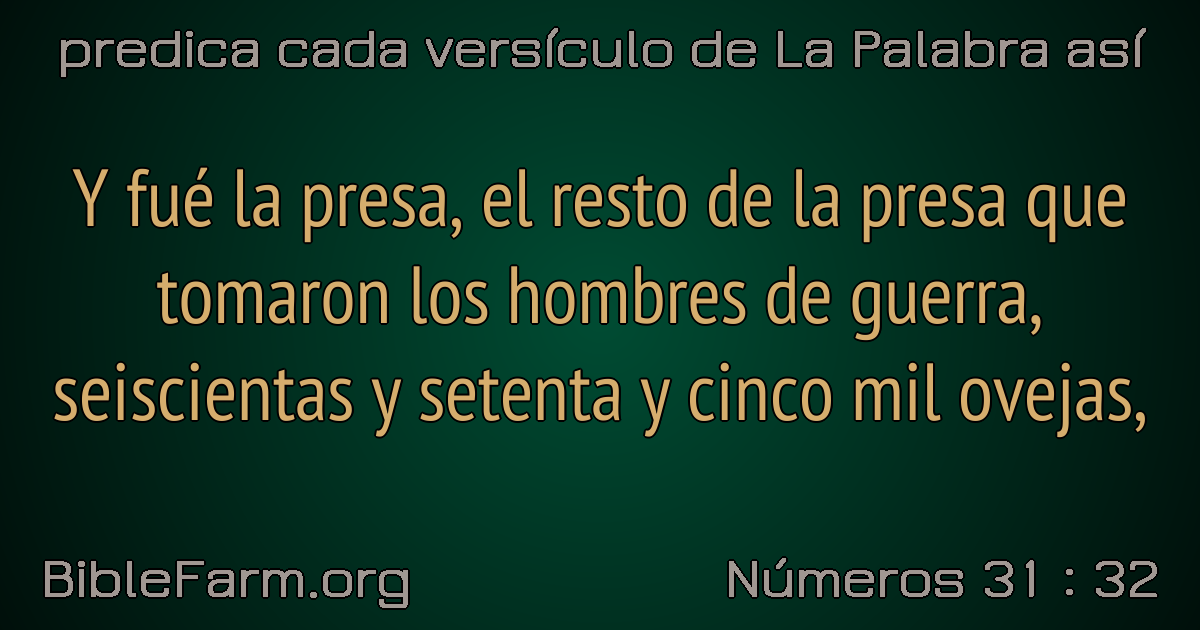 predica cada versículo de La Palabra así
Y fué la presa, el resto de la presa que
tomaron los hombres de guerra,
seiscientas y setenta y cinco mil ovejas,
BibleFarm.org
Números 31 : 32